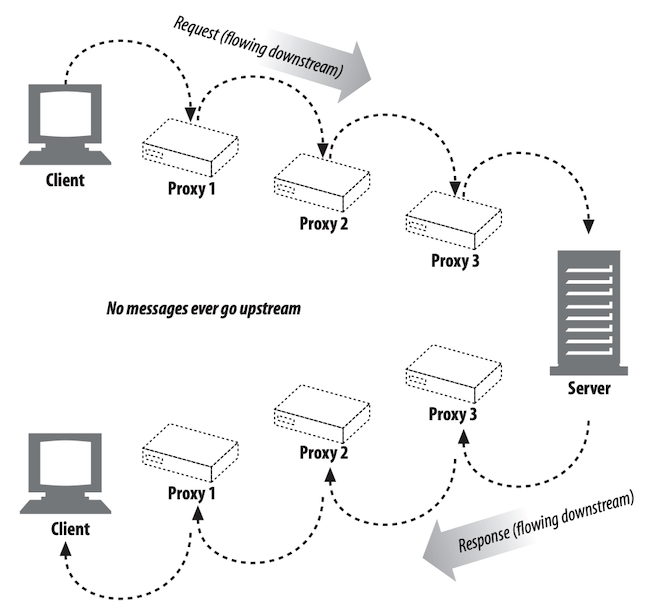 Request (flowing downstream)
Client
Proxy 1
Proxy 2
Proxy 3
No messages ever go upstream
Server
Proxy 3
Proxy 2
Proxy 1
Client
Response (flowing downstream)